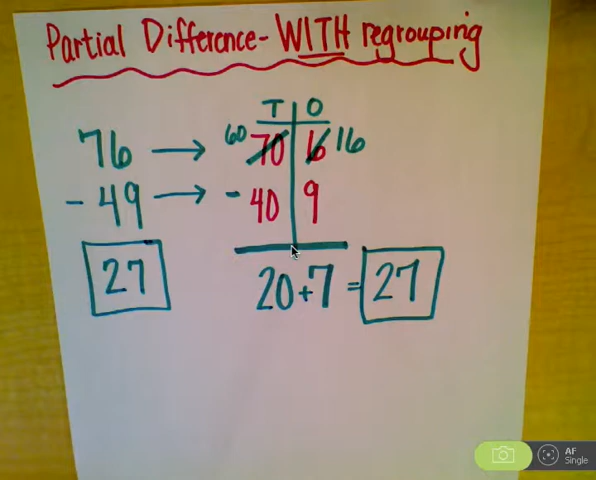 Partial Difference- WITH regrouping
T O
76 → 60 70 6 16
- 49 → - 40 9
27 20+7 = 27
AF
Single